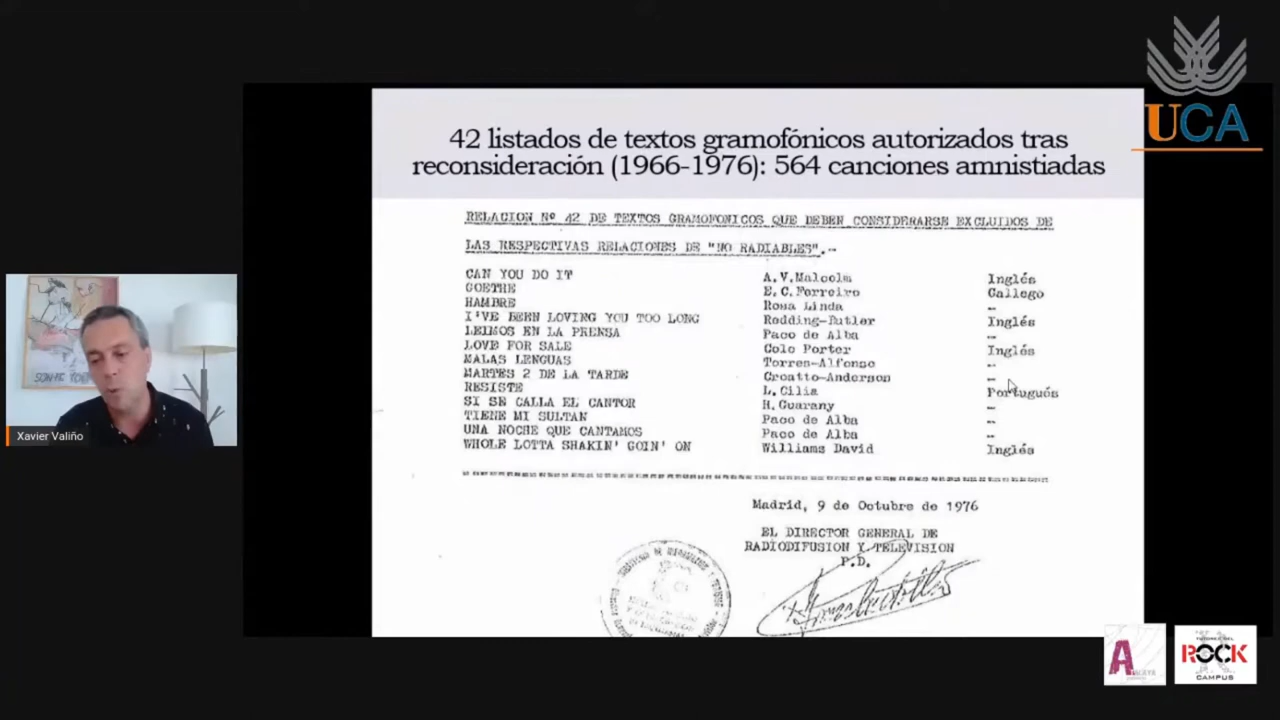 UCA
42 listados de textos gramofónicos autorizados tras
reconsideración (1966-1976): 564 canciones amnistiadas
RELACION Nº 42 DE TEXTOS GRAMOFONICOS QUE DEBEN CONSIDERARSE EXCLUIDOS DE
LAS RESPECTIVAS RELACIONES DE "NO RADIABLES".-
CAN YOU DO IT A.V.Malcolm Inglés
GOETHE E.C.Ferreiro Gallego
HAMBRE Rosa Linda --
I'VE BEEN LOVING YOU TOO LONG Redding-Butler Inglés
LEIMOS EN LA PRENSA Paco de Alba --
LOVE FOR SALE Cole Porter Inglés
MALAS LENGUAS Torres-Alfonso --
MARTES 2 DE LA TARDE Croatto-Anderson --
RESISTE L.Cilia Portugués
SI SE CALLA EL CANTOR H.Guarany --
TIENE MI SULTAN Paco de Alba --
UNA NOCHE QUE CANTAMOS Paco de Alba --
WHOLE LOTTA SHAKIN' GOIN' ON Williams David Inglés
Madrid, 9 de Octubre de 1976
EL DIRECTOR GENERAL DE
RADIODIFUSION Y TELEVISION
P.D.
Xavier Valiño
ROCK
CAMPUS